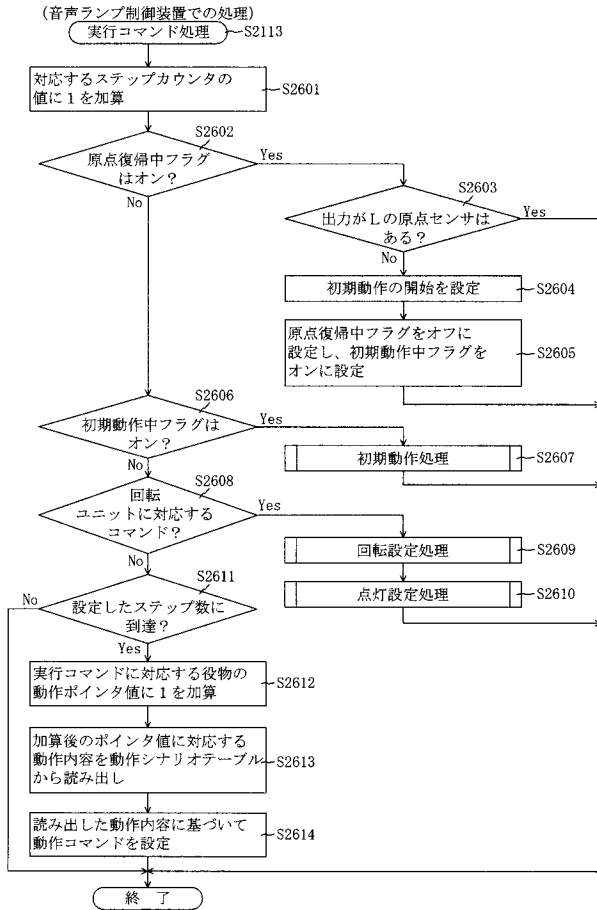 (音声ランプ制御装置での処理)
実行コマンド処理
S2113
対応するステップカウンタの
値に1を加算
S2601
S2602
原点復帰中フラグ
はオン?
Yes
No
S2603
出力がLの原点センサは
ある?
Yes
No
初期動作の開始を設定
S2604
原点復帰中フラグをオフに
設定し、初期動作中フラグを
オンに設定
S2605
S2606
初期動作中フラグは
オン?
Yes
No
初期動作処理
S2607
S2608
回転
ユニットに対応する
コマンド?
Yes
No
回転設定処理
S2609
点灯設定処理
S2610
S2611
設定したステップ数に
到達?
No
Yes
実行コマンドに対応する役物の
動作ポインタ値に1を加算
S2612
加算後のポインタ値に対応する
動作内容を動作シナリオテーブル
から読み出し
S2613
読み出した動作内容に基づいて
動作コマンドを設定
S2614
終 了